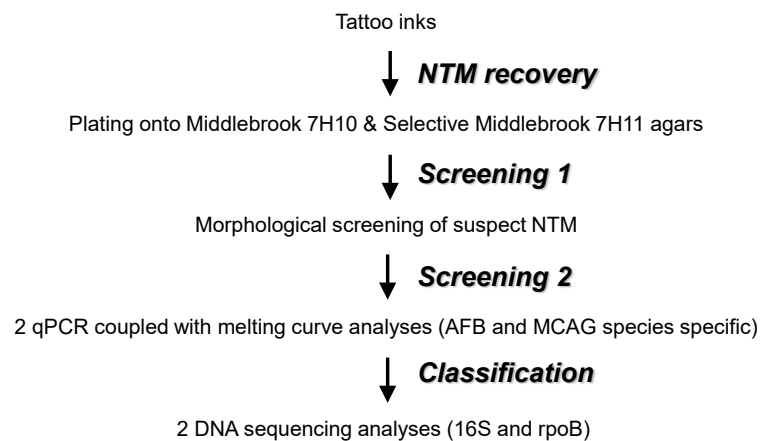 Tattoo inks
NTM recovery
Plating onto Middlebrook 7H10 & Selective Middlebrook 7H11 agars
Screening 1
Morphological screening of suspect NTM
Screening 2
2 qPCR coupled with melting curve analyses (AFB and MCAG species specific)
Classification
2 DNA sequencing analyses (16S and rpoB)